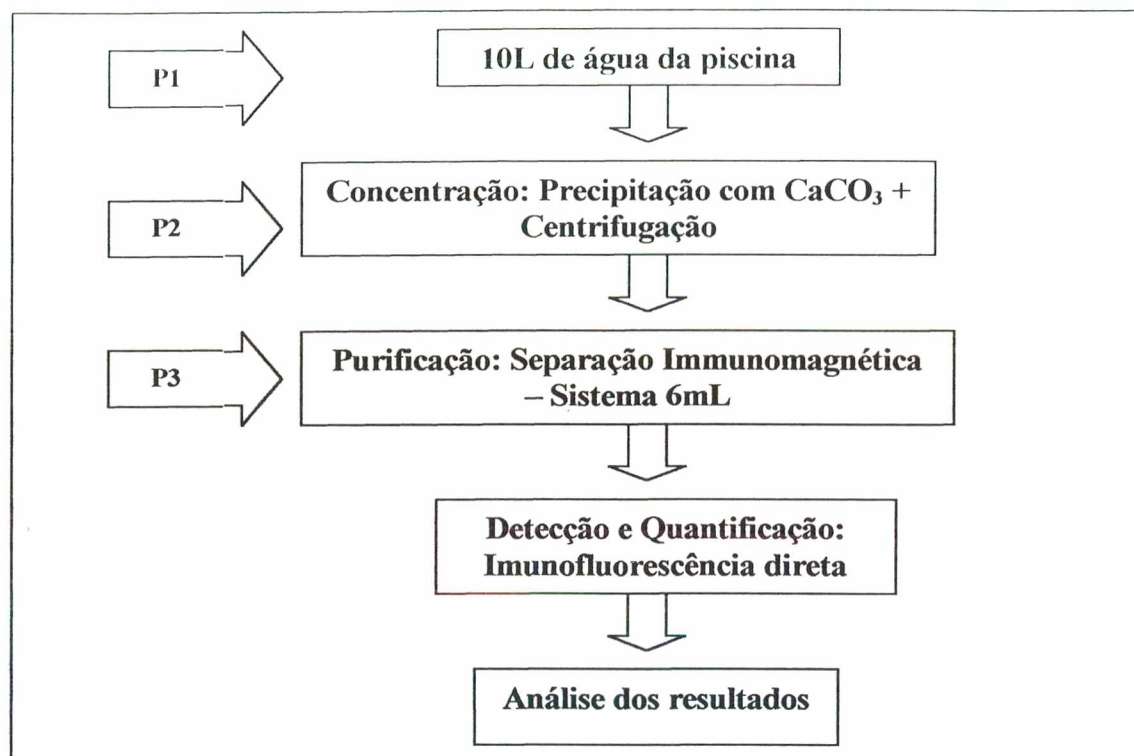 P1
10L de água da piscina
P2
Concentração: Precipitação com CaCO₃ +
Centrifugação
P3
Purificação: Separação Immunomagnética
– Sistema 6mL
Detecção e Quantificação:
Imunofluorescência direta
Análise dos resultados